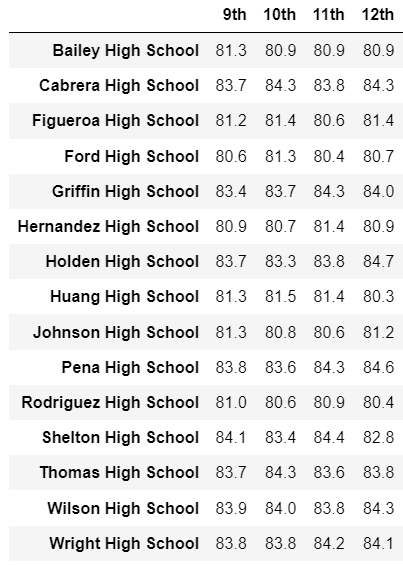 9th 10th 11th 12th
Bailey High School 81.3 80.9 80.9 80.9
Cabrera High School 83.7 84.3 83.8 84.3
Figueroa High School 81.2 81.4 80.6 81.4
Ford High School 80.6 81.3 80.4 80.7
Griffin High School 83.4 83.7 84.3 84.0
Hernandez High School 80.9 80.7 81.4 80.9
Holden High School 83.7 83.3 83.8 84.7
Huang High School 81.3 81.5 81.4 80.3
Johnson High School 81.3 80.8 80.6 81.2
Pena High School 83.8 83.6 84.3 84.6
Rodriguez High School 81.0 80.6 80.9 80.4
Shelton High School 84.1 83.4 84.4 82.8
Thomas High School 83.7 84.3 83.6 83.8
Wilson High School 83.9 84.0 83.8 84.3
Wright High School 83.8 83.8 84.2 84.1